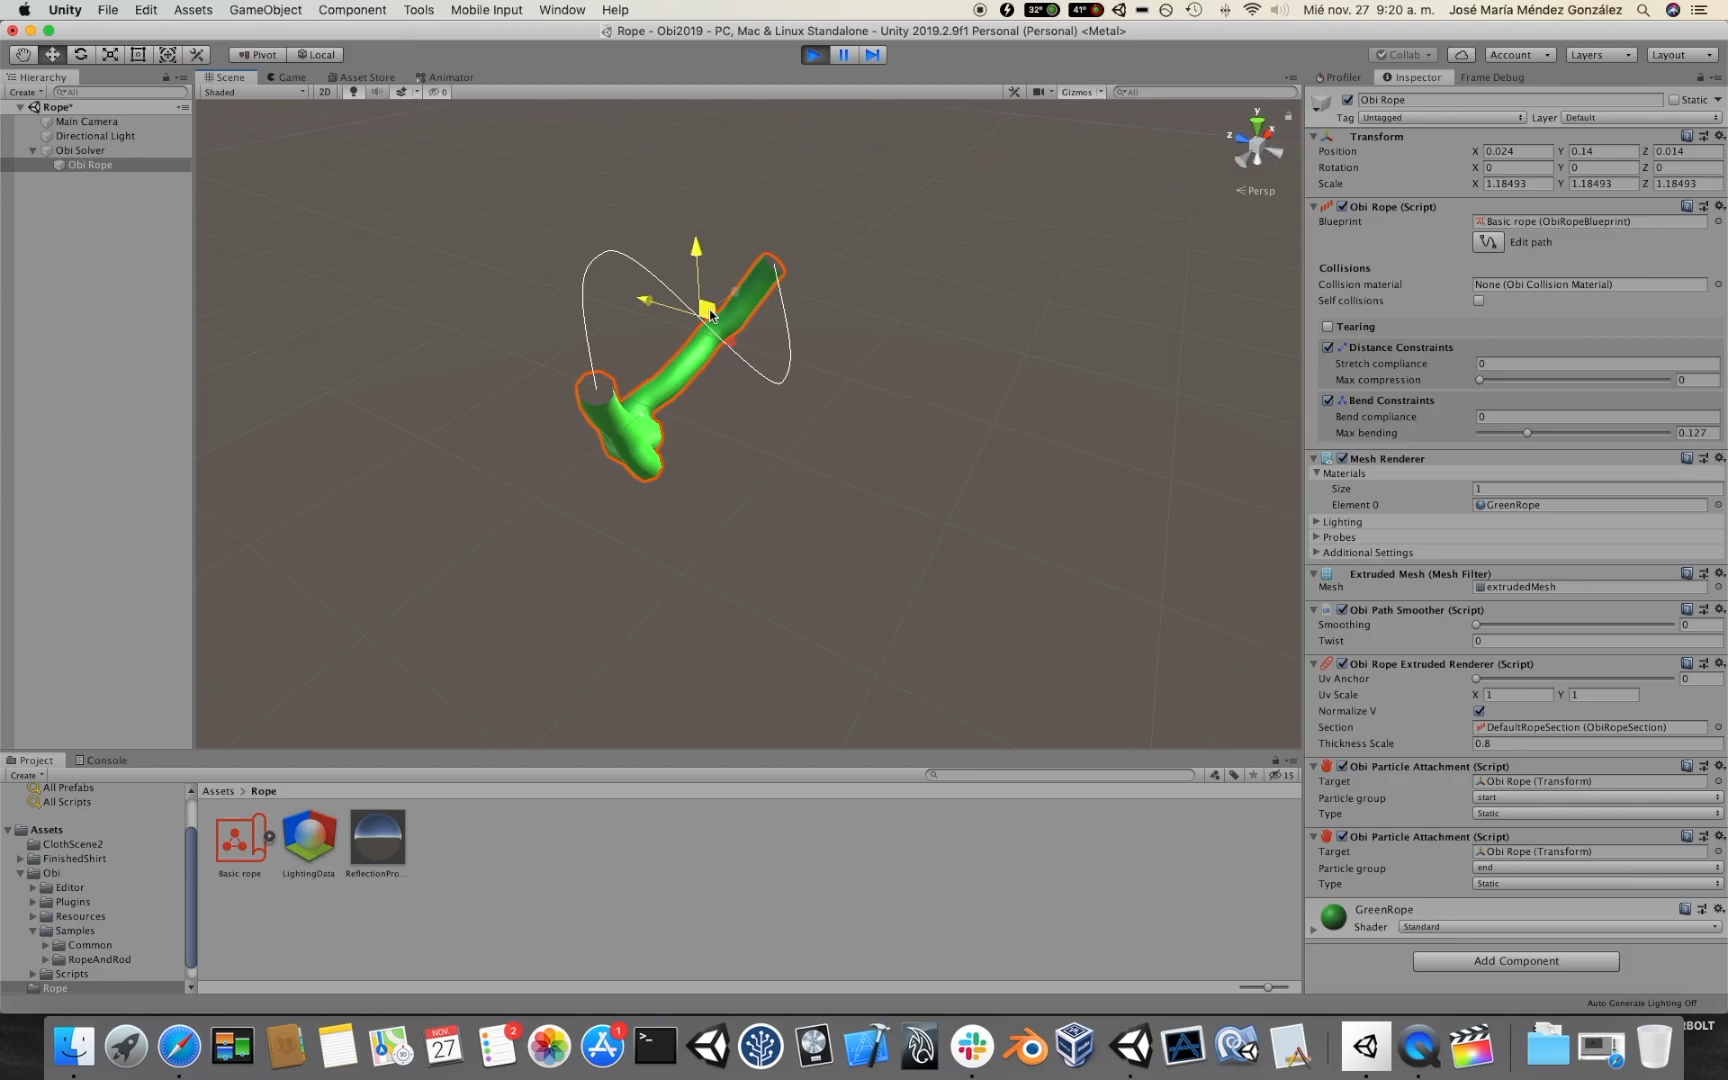 Unity File Edit Assets GameObject Component Tools Mobile Input Window Help 32° 41° Mié nov. 27 9:20 a. m. José María Méndez González
Rope - Obi2019 - PC, Mac & Linux Standalone - Unity 2019.2.9f1 Personal (Personal) <Metal>
Pivot Local Collab Account Layers Layout
Hierarchy Scene Game Asset Store Animator Profiler Inspector Frame Debug
Create All Shaded 2D 0 Gizmos All
Rope*
Main Camera
Directional Light
Obi Solver
Obi Rope
y
x
z
Persp
Obi Rope Static
Tag Untagged Layer Default
Transform
Position X 0.024 Y 0.14 Z 0.014
Rotation X 0 Y 0 Z 0
Scale X 1.18493 Y 1.18493 Z 1.18493
Obi Rope (Script)
Blueprint Basic rope (ObiRopeBlueprint)
Edit path
Collisions
Collision material None (Obi Collision Material)
Self collisions
Tearing
Distance Constraints
Stretch compliance 0
Max compression 0
Bend Constraints
Bend compliance 0
Max bending 0.127
Mesh Renderer
Materials
Size 1
Element 0 GreenRope
Lighting
Probes
Additional Settings
Extruded Mesh (Mesh Filter)
Mesh extrudedMesh
Obi Path Smoother (Script)
Smoothing 0
Twist 0
Obi Rope Extruded Renderer (Script)
Uv Anchor 0
Uv Scale X 1 Y 1
Normalize V
Section DefaultRopeSection (ObiRopeSection)
Thickness Scale 0.8
Obi Particle Attachment (Script)
Target Obi Rope (Transform)
Particle group start
Type Static
Obi Particle Attachment (Script)
Target Obi Rope (Transform)
Particle group end
Type Static
GreenRope
Shader Standard
Add Component
Auto Generate Lighting Off
Project Console
Create 15
All Prefabs
All Scripts
Assets
ClothScene2
FinishedShirt
Obi
Editor
Plugins
Resources
Samples
Common
RopeAndRod
Scripts
Rope
Assets > Rope
Basic rope LightingData ReflectionPro...
NOV.
27
2
1